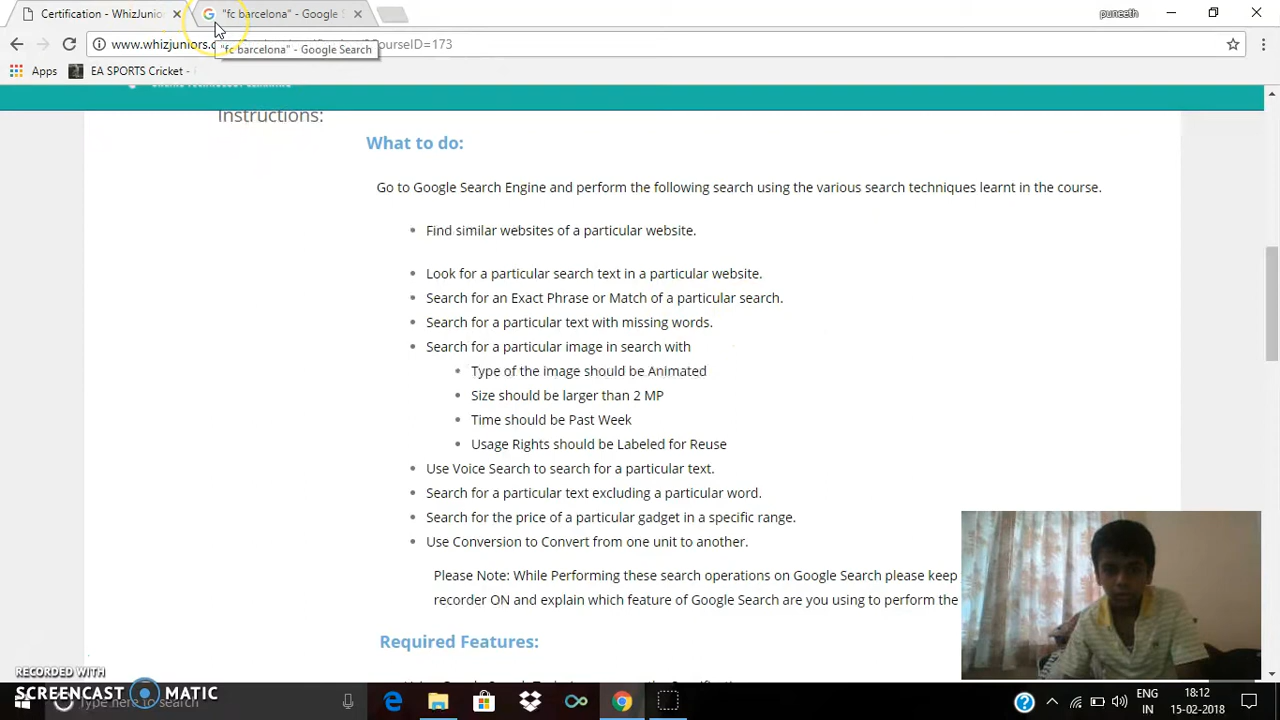 Certification - WhizJunio
"fc barcelona" - Google S
puneeth
www.whizjuniors.c
CourseID=173
"fc barcelona" - Google Search
Apps
EA SPORTS Cricket -
Instructions:
What to do:
Go to Google Search Engine and perform the following search using the various search techniques learnt in the course.
Find similar websites of a particular website.
Look for a particular search text in a particular website.
Search for an Exact Phrase or Match of a particular search.
Search for a particular text with missing words.
Search for a particular image in search with
Type of the image should be Animated
Size should be larger than 2 MP
Time should be Past Week
Usage Rights should be Labeled for Reuse
Use Voice Search to search for a particular text.
Search for a particular text excluding a particular word.
Search for the price of a particular gadget in a specific range.
Use Conversion to Convert from one unit to another.
Please Note: While Performing these search operations on Google Search please keep
recorder ON and explain which feature of Google Search are you using to perform the
Required Features:
RECORDED WITH
SCREENCAST MATIC
Type here to search
ENG
IN
18:12
15-02-2018